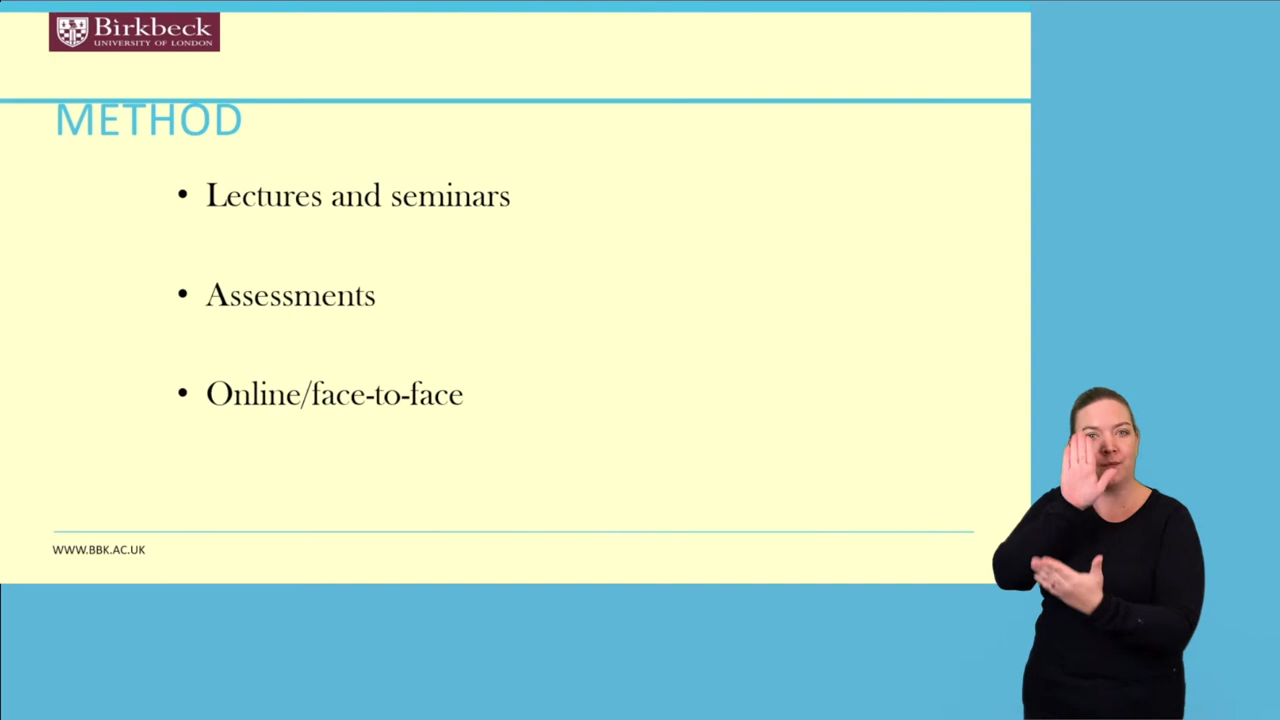 Birkbeck
UNIVERSITY OF LONDON
METHOD
• Lectures and seminars
• Assessments
• Online/face-to-face
WWW.BBK.AC.UK